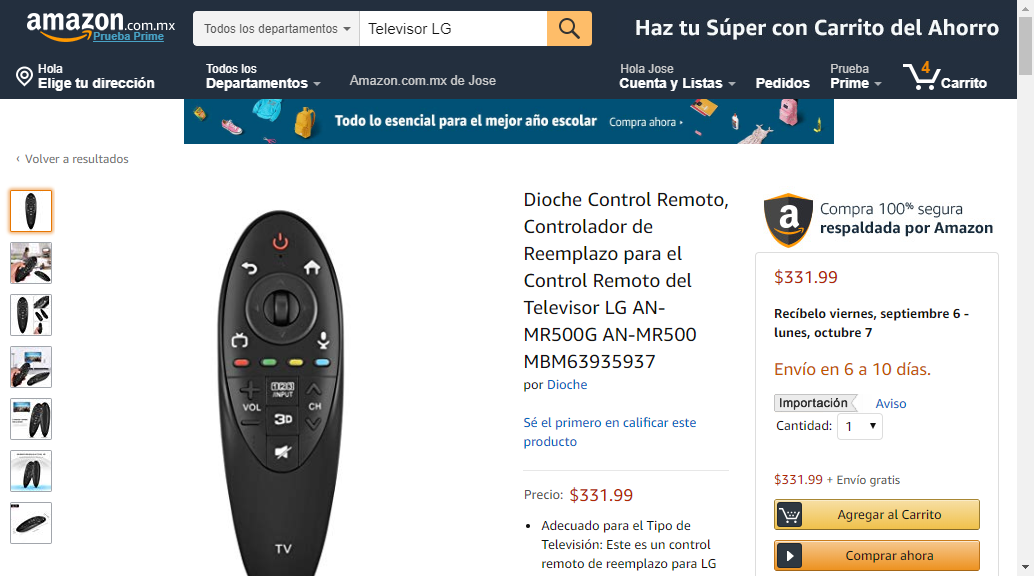 amazon.com.mx
Prueba Prime
Todos los departamentos
Televisor LG
Haz tu Súper con Carrito del Ahorro
Hola
Elige tu dirección
Todos los
Departamentos
Amazon.com.mx de Jose
Hola Jose
Cuenta y Listas
Pedidos
Prueba
Prime
4
Carrito
Todo lo esencial para el mejor año escolar
Compra ahora ›
‹ Volver a resultados
VOL
/INPUT
CH
3D
TV
Dioche Control Remoto,
Controlador de
Reemplazo para el
Control Remoto del
Televisor LG AN-
MR500G AN-MR500
MBM63935937
por Dioche
Sé el primero en calificar este
producto
Precio: $331.99
• Adecuado para el Tipo de
Televisión: Este es un control
remoto de reemplazo para LG
a
Compra 100% segura
respaldada por Amazon
$331.99
Recíbelo viernes, septiembre 6 -
lunes, octubre 7
Envío en 6 a 10 días.
Importación
Aviso
Cantidad: 1
$331.99 + Envío gratis
Agregar al Carrito
Comprar ahora